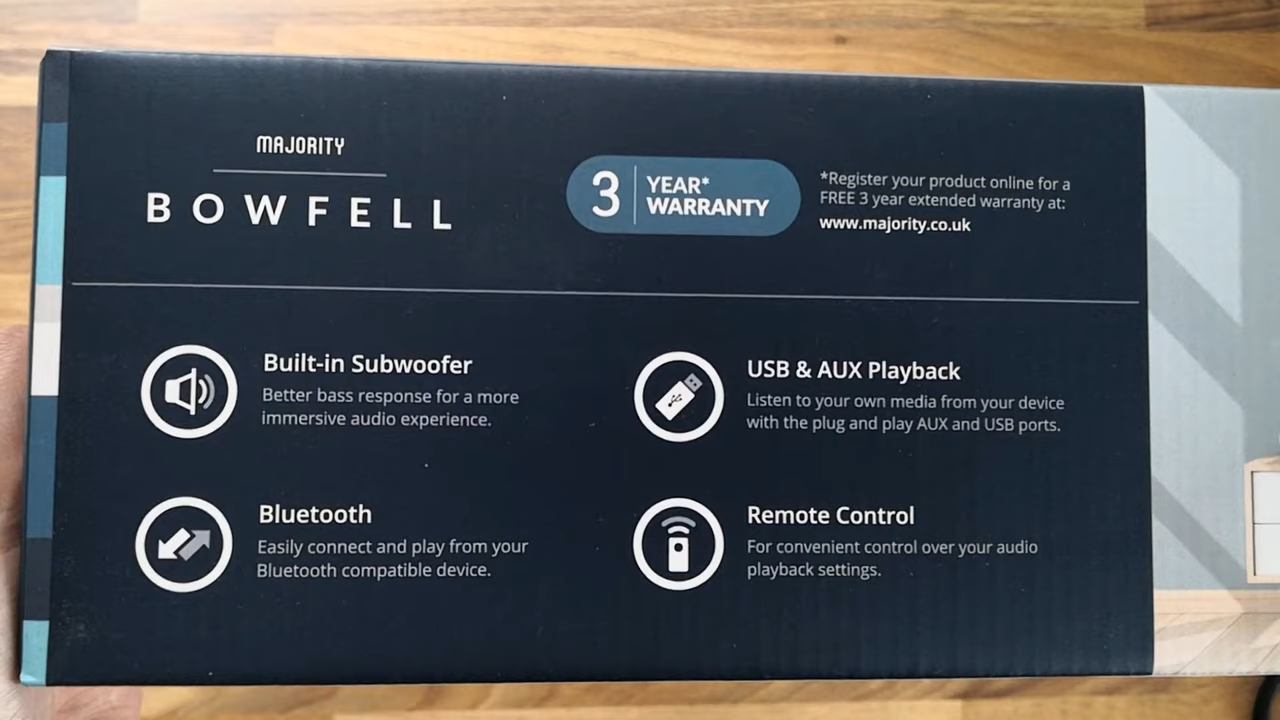 MAJORITY
BOWFELL
3 YEAR*
WARRANTY
*Register your product online for a
FREE 3 year extended warranty at:
www.majority.co.uk
Built-in Subwoofer
Better bass response for a more
immersive audio experience.
USB & AUX Playback
Listen to your own media from your device
with the plug and play AUX and USB ports.
Bluetooth
Easily connect and play from your
Bluetooth compatible device.
Remote Control
For convenient control over your audio
playback settings.